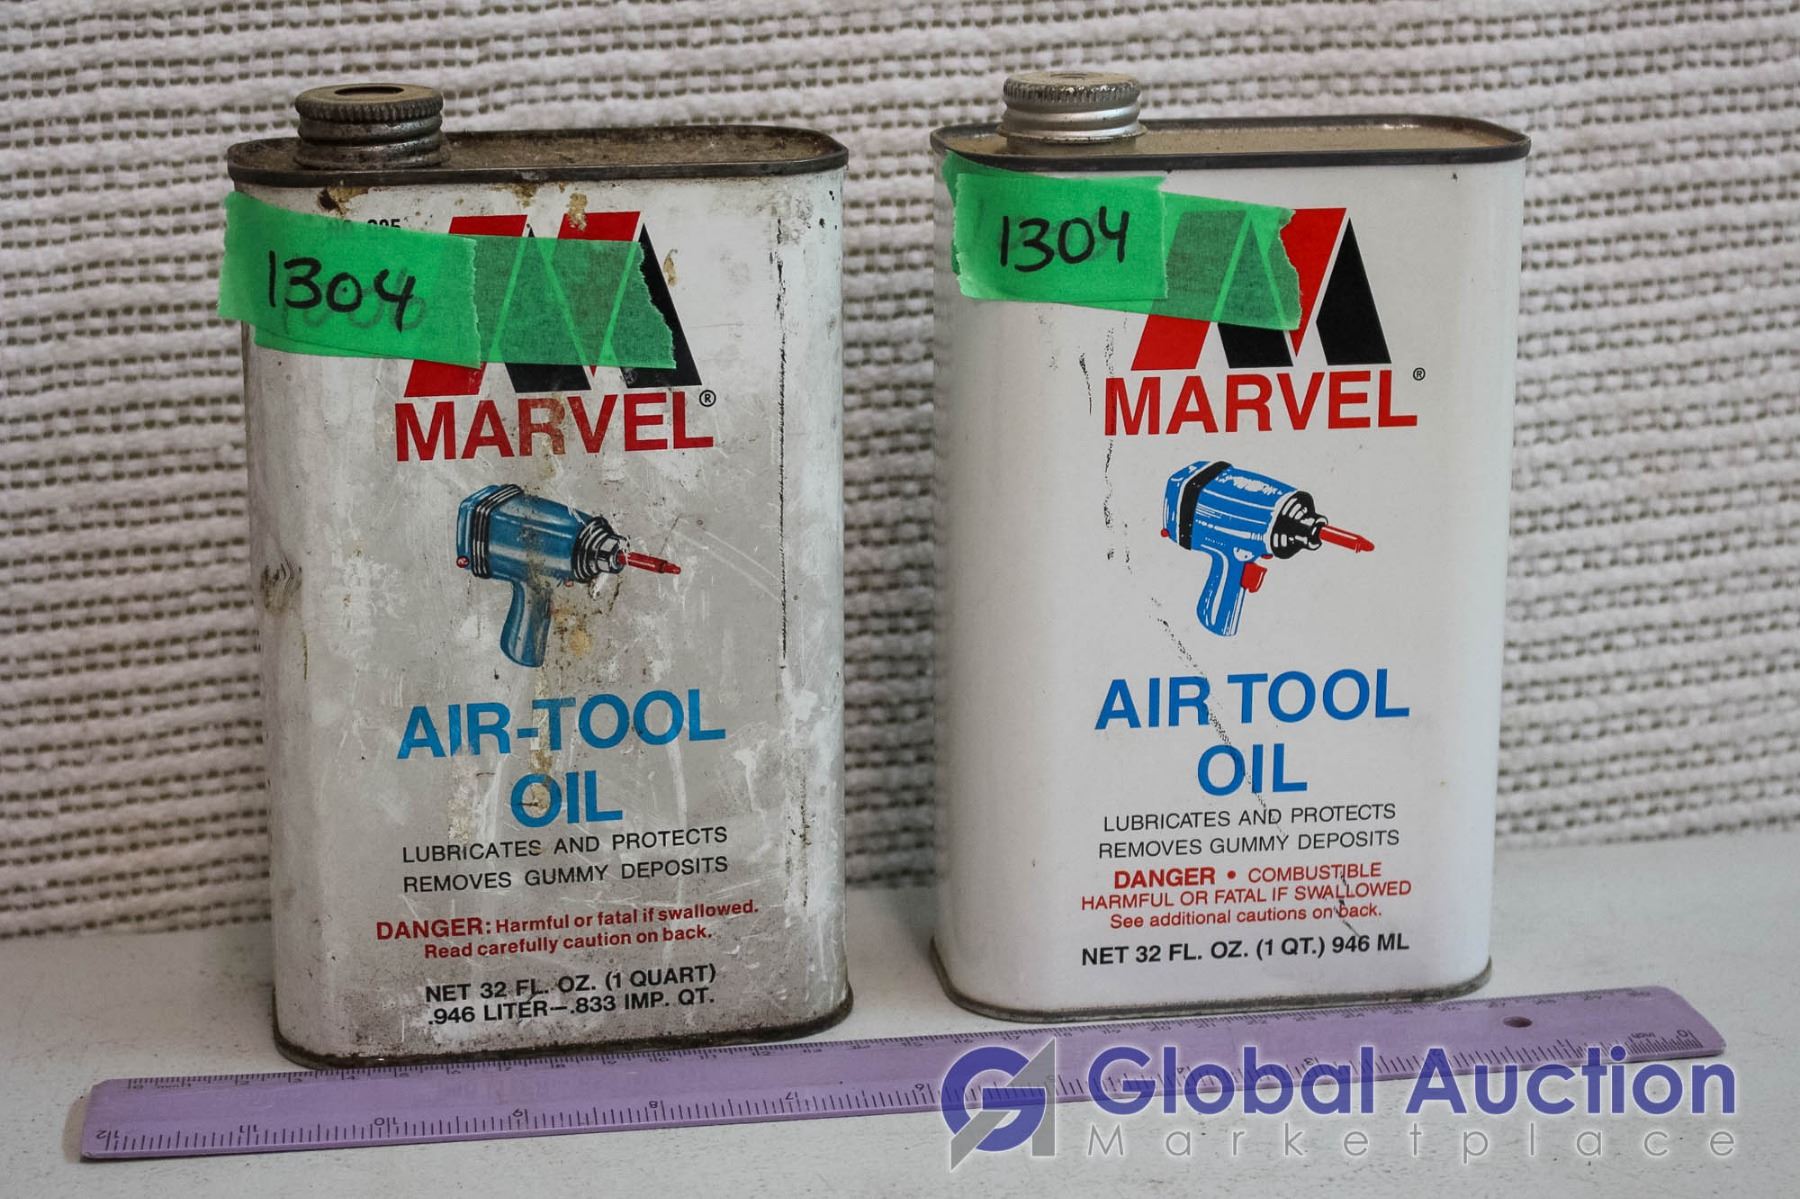 1304
MARVEL®
AIR-TOOL
OIL
LUBRICATES AND PROTECTS
REMOVES GUMMY DEPOSITS
DANGER: Harmful or fatal if swallowed.
Read carefully caution on back.
NET 32 FL. OZ. (1 QUART)
.946 LITER—.833 IMP. QT.
1304
MARVEL®
AIR TOOL
OIL
LUBRICATES AND PROTECTS
REMOVES GUMMY DEPOSITS
DANGER • COMBUSTIBLE
HARMFUL OR FATAL IF SWALLOWED
See additional cautions on back.
NET 32 FL. OZ. (1 QT.) 946 ML
Global Auction
Marketplace